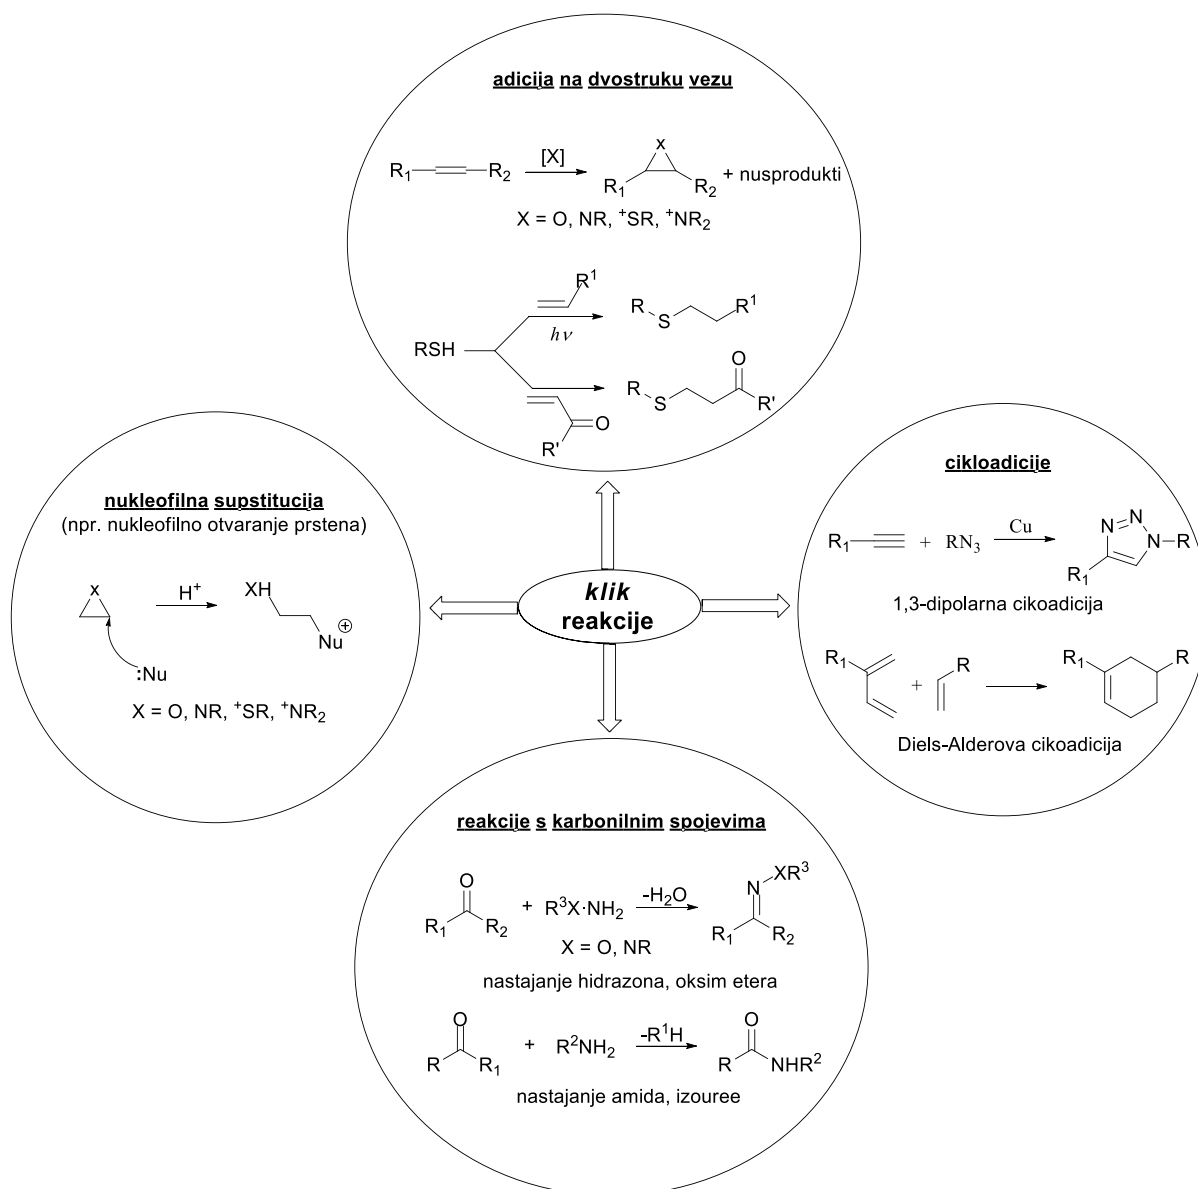 adicija na dvostruku vezu
R₁ R₂ [X] X R₁ R₂ + nusprodukti
X = O, NR, ⁺SR, ⁺NR₂
R¹
hν
R S R¹
RSH
O
R S R'
O
R'
nukleofilna supstitucija
(npr. nukleofilno otvaranje prstena)
X H⁺ XH
Nu ⊕
:Nu
X = O, NR, ⁺SR, ⁺NR₂
klik
reakcije
cikloadicije
R₁ + RN₃ Cu N N N R R₁
1,3-dipolarna cikoadicija
R₁ + R R₁ R
Diels-Alderova cikoadicija
reakcije s karbonilnim spojevima
O R₁ R₂ + R³X·NH₂ -H₂O N XR³ R₁ R₂
X = O, NR
nastajanje hidrazona, oksim etera
O R R₁ + R²NH₂ -R¹H O R NHR²
nastajanje amida, izouree